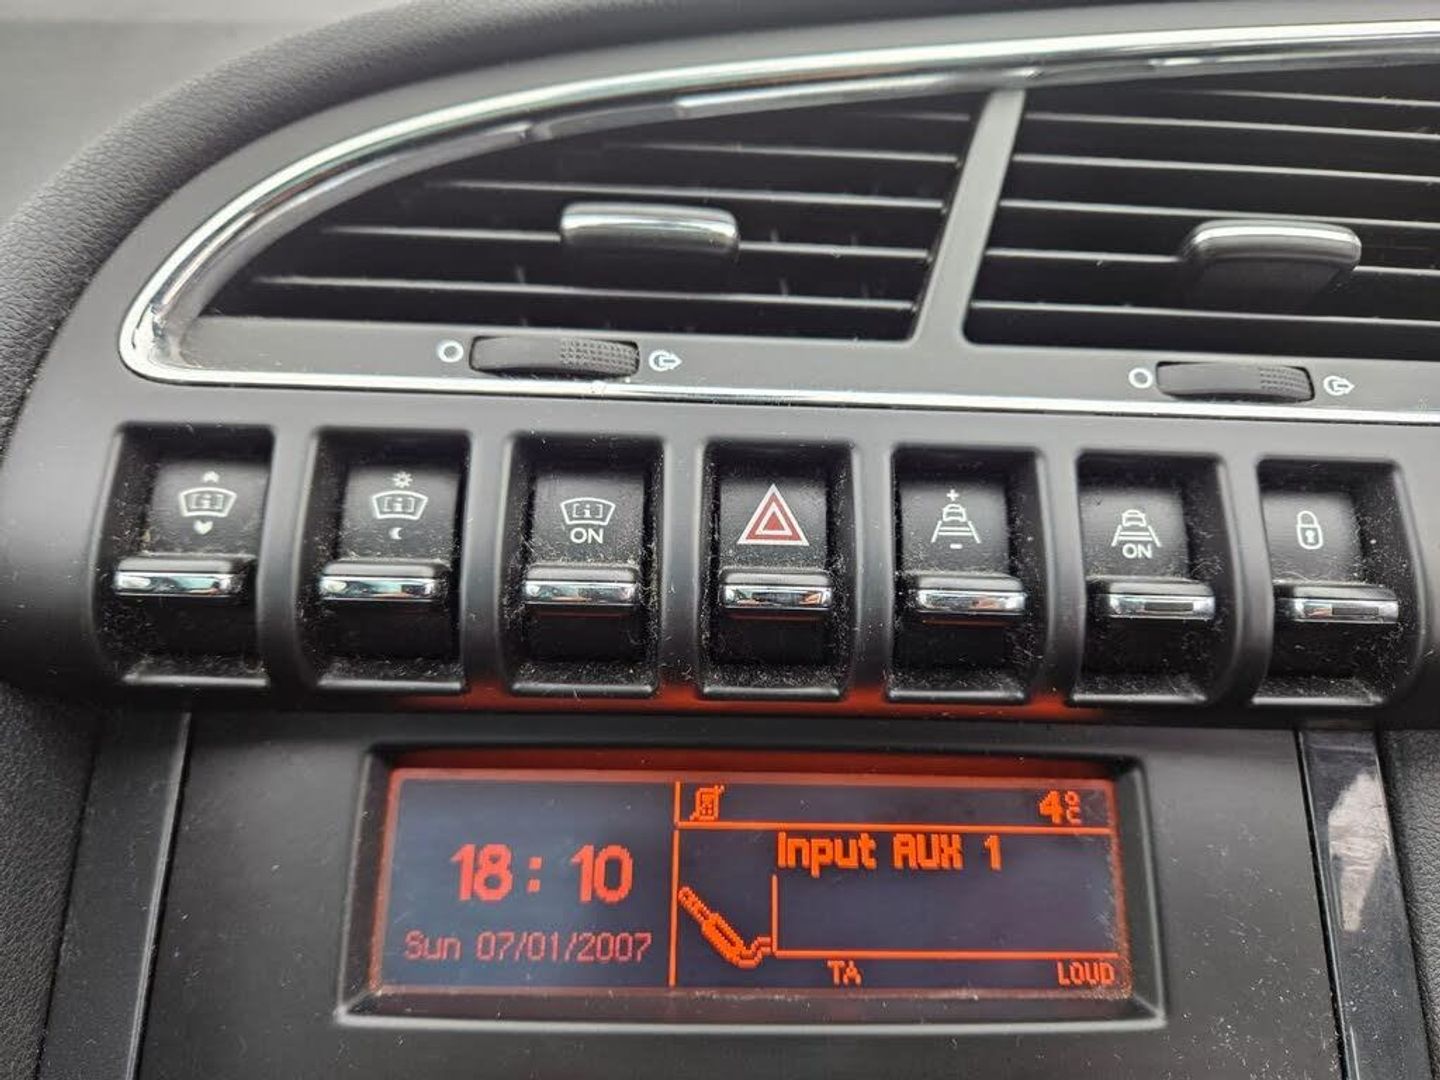 ON
+
-
ON
4°C
Input AUX 1
18:10
Sun 07/01/2007
TA
LOUD